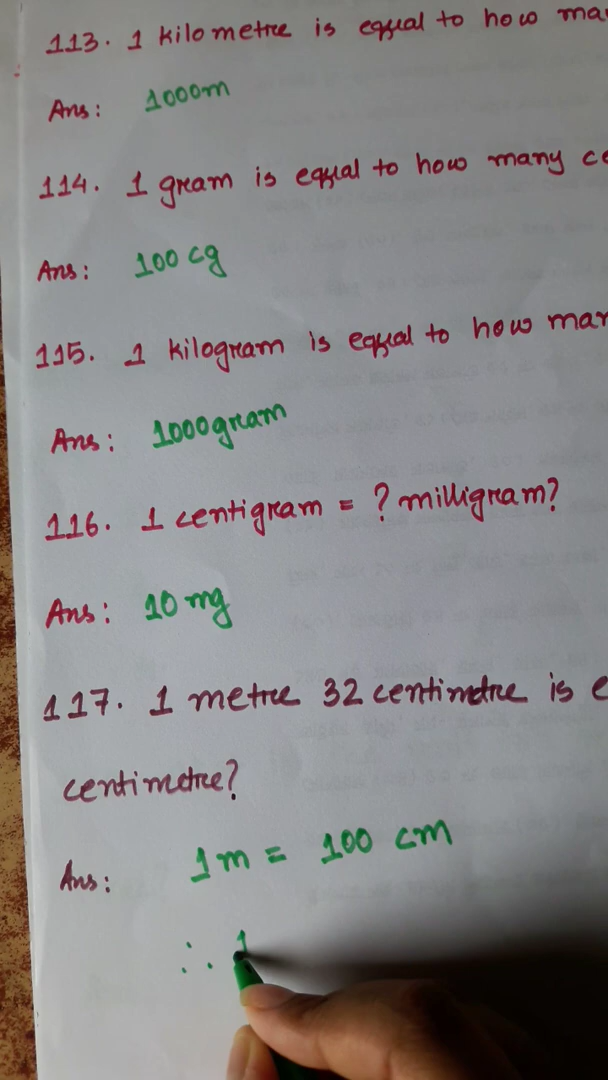 113. 1 kilometre is equal to how
Ans: 1000m
114. 1 gram is equal to how many
Ans: 100 cg
115. 1 kilogram is equal to how
Ans: 1000gram
116. 1 centigram = ? milligram?
Ans: 10 mg
117. 1 metre 32 centimetre is
centimetre?
Ans: 1m = 100 cm
∴ 1